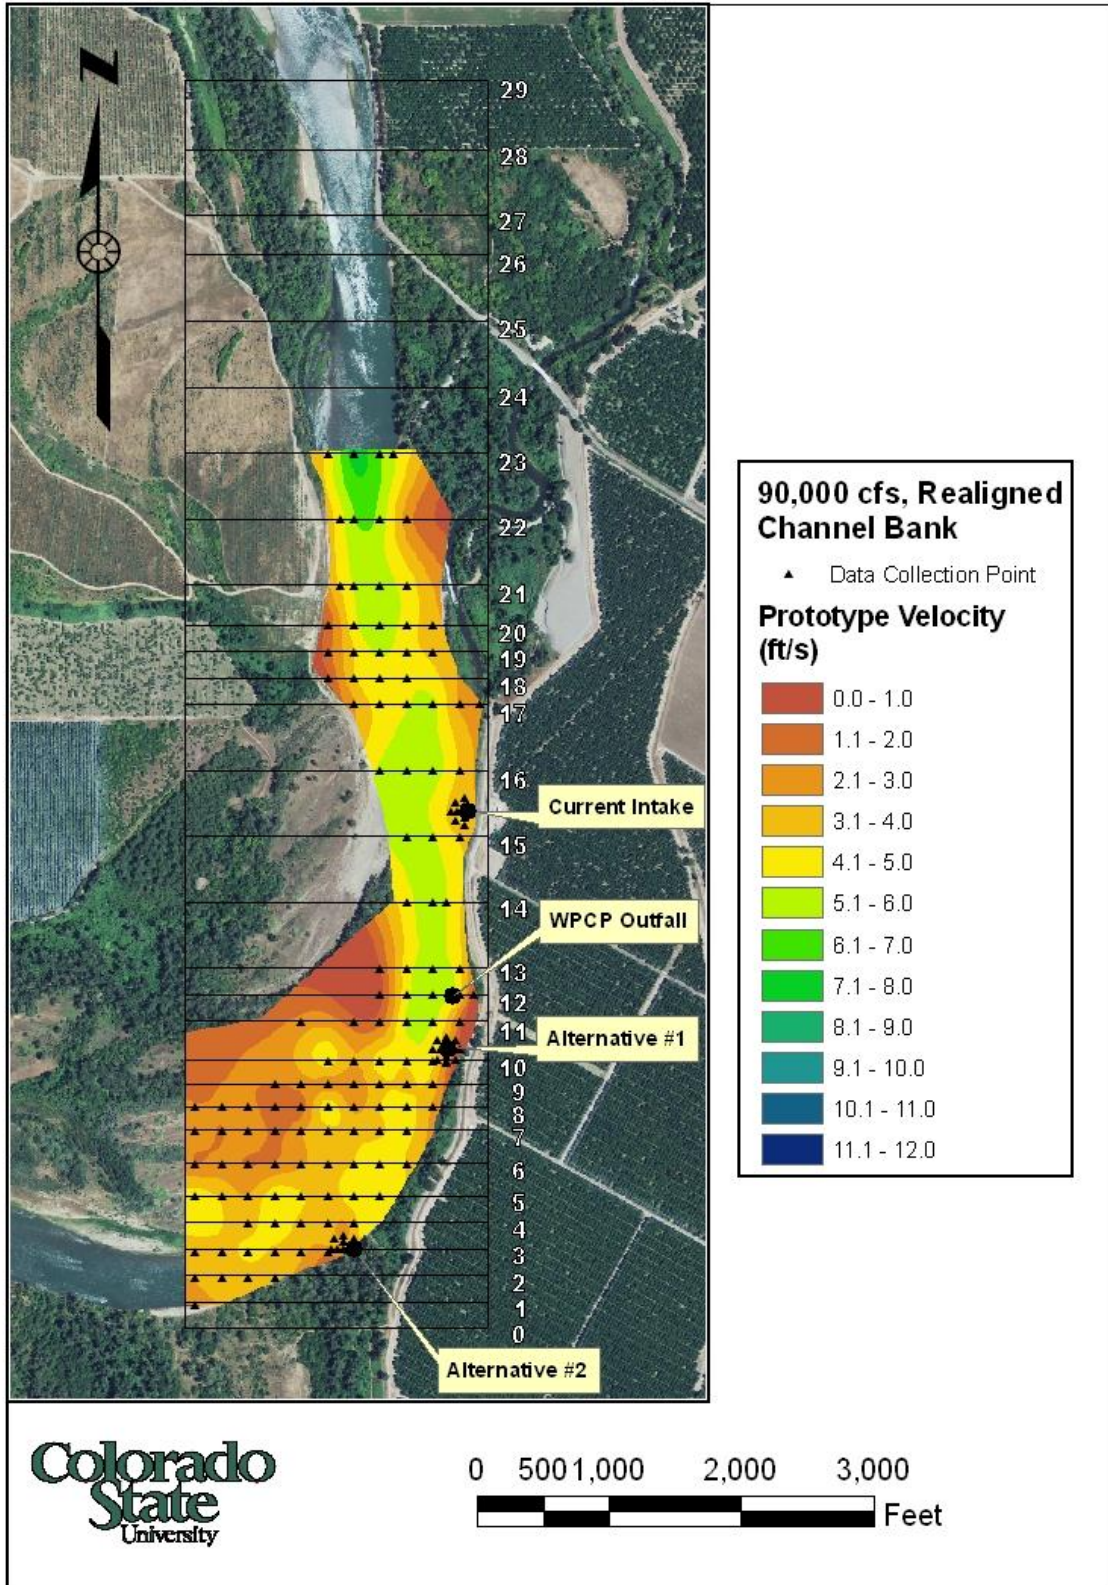 N
29
28
27
26
25
24
23
22
21
20
19
18
17
16
Current Intake
15
14
WPCP Outfall
13
12
11
Alternative #1
10
9
8
7
6
5
4
3
2
1
0
Alternative #2
90,000 cfs, Realigned
Channel Bank
Data Collection Point
Prototype Velocity
(ft/s)
0.0 - 1.0
1.1 - 2.0
2.1 - 3.0
3.1 - 4.0
4.1 - 5.0
5.1 - 6.0
6.1 - 7.0
7.1 - 8.0
8.1 - 9.0
9.1 - 10.0
10.1 - 11.0
11.1 - 12.0
Colorado
State
University
0 500 1,000 2,000 3,000
Feet